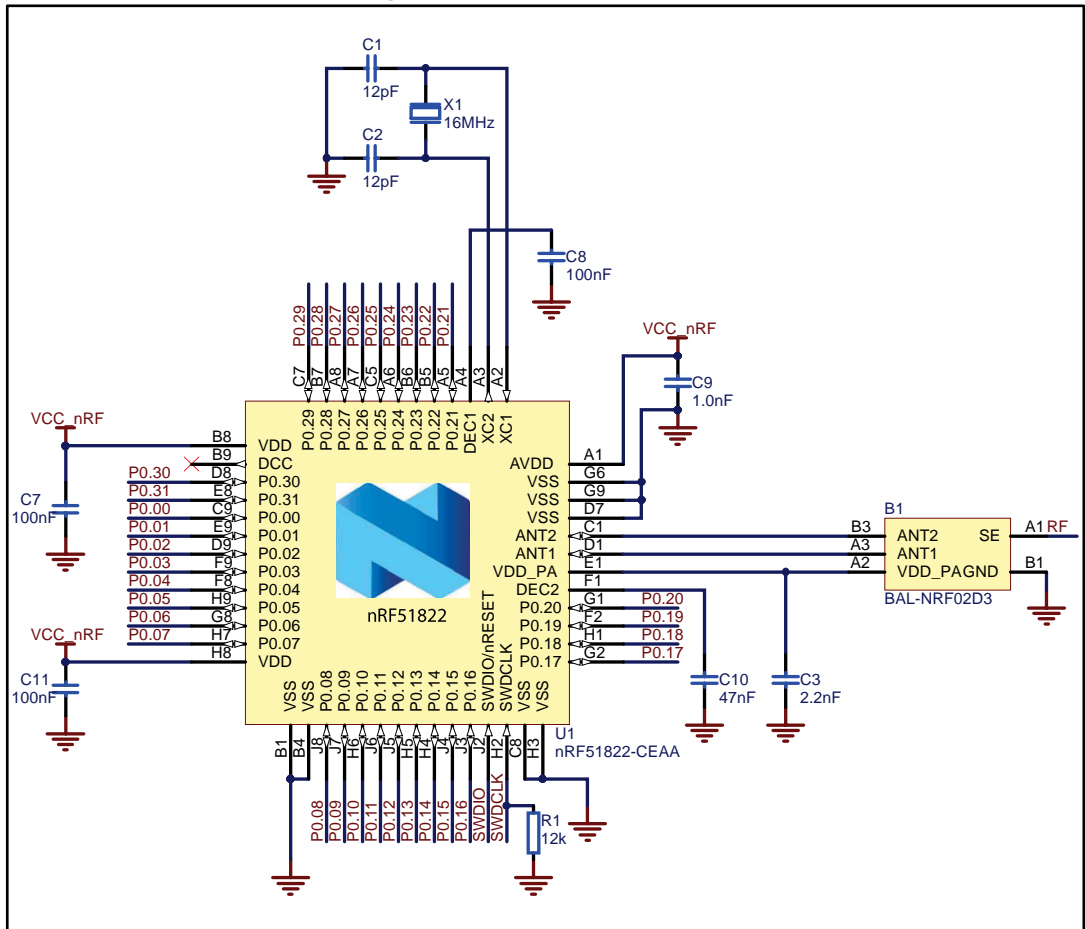 C1
12pF
X1
16MHz
C2
12pF
C8
100nF
P0.29
P0.28
P0.27
P0.26
P0.25
P0.24
P0.23
P0.22
P0.21
C7
B7
A8
A7
C5
A6
B6
B5
A5
A4
A3
A2
P0.29
P0.28
P0.27
P0.26
P0.25
P0.24
P0.23
P0.22
P0.21
DEC1
XC2
XC1
VCC_nRF
C9
1.0nF
VCC_nRF
C7
100nF
B8 VDD
B9 DCC
P0.30 D8 P0.30
P0.31 E8 P0.31
P0.00 C9 P0.00
P0.01 E9 P0.01
P0.02 D9 P0.02
P0.03 F9 P0.03
P0.04 F8 P0.04
P0.05 H9 P0.05
P0.06 G8 P0.06
P0.07 H7 P0.07
H8 VDD
VCC_nRF
C11
100nF
nRF51822
AVDD A1
VSS G6
VSS G9
VSS D7
ANT2 C1
ANT1 D1
VDD_PA E1
DEC2 F1
P0.20 G1 P0.20
P0.19 F2 P0.19
P0.18 H1 P0.18
P0.17 G2 P0.17
B1
B3 ANT2 SE A1 RF
A3 ANT1
A2 VDD_PAGND B1
BAL-NRF02D3
C10
47nF
C3
2.2nF
VSS
VSS
P0.08
P0.09
P0.10
P0.11
P0.12
P0.13
P0.14
P0.15
P0.16
SWDIO/nRESET
SWDCLK
VSS
VSS
U1
nRF51822-CEAA
B1
B4
J8
J7
H6
J6
J5
H5
H4
J4
J3
J2
H2
C8
H3
P0.08
P0.09
P0.10
P0.11
P0.12
P0.13
P0.14
P0.15
P0.16
SWDIO
SWDCLK
R1
12k